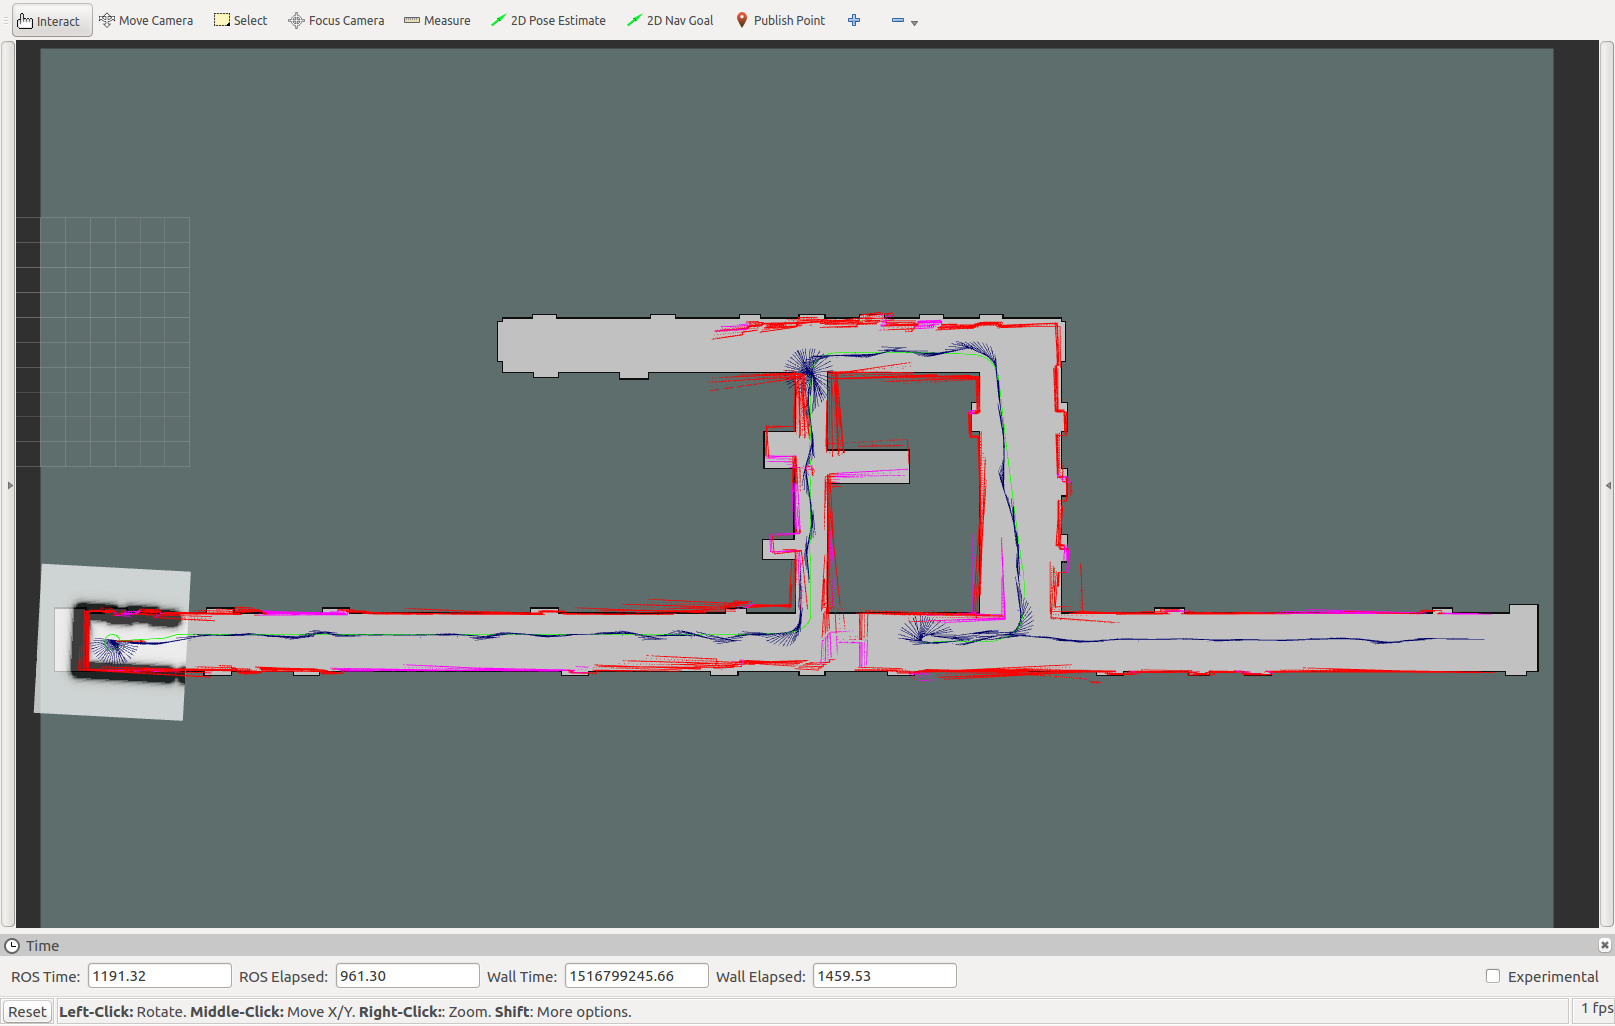 Interact Move Camera Select Focus Camera Measure 2D Pose Estimate 2D Nav Goal Publish Point
Time
ROS Time: 1191.32 ROS Elapsed: 961.30 Wall Time: 1516799245.66 Wall Elapsed: 1459.53 Experimental
Reset Left-Click: Rotate. Middle-Click: Move X/Y. Right-Click:: Zoom. Shift: More options. 1 fps